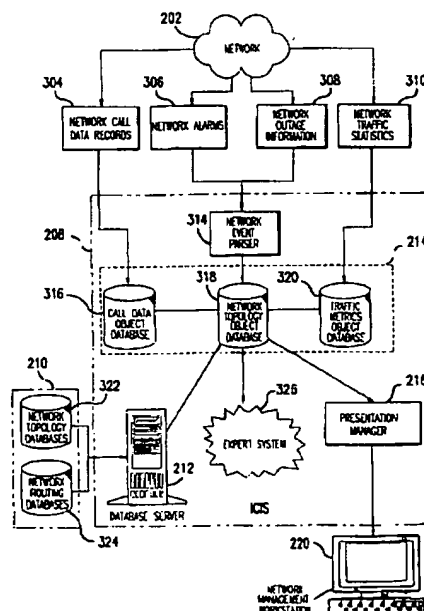 202
NETWORK
304
306
308
310
NETWORK CALL
DATA RECORDS
NETWORK ALARMS
NETWORK
OUTAGE
INFORMATION
NETWORK
TRAFFIC
STATISTICS
208
314
NETWORK
EVENT
PARSER
214
316
318
320
CALL DATA
OBJECT
DATABASE
NETWORK
TOPOLOGY
OBJECT
DATABASE
TRAFFIC
METRICS
OBJECT
DATABASE
210
322
NETWORK
TOPOLOGY
DATABASES
326
EXPERT SYSTEM
216
PRESENTATION
MANAGER
NETWORK
ROUTING
DATABASES
212
324
DATABASE SERVER
ICIS
220
NETWORK
MANAGEMENT
WORKSTATION